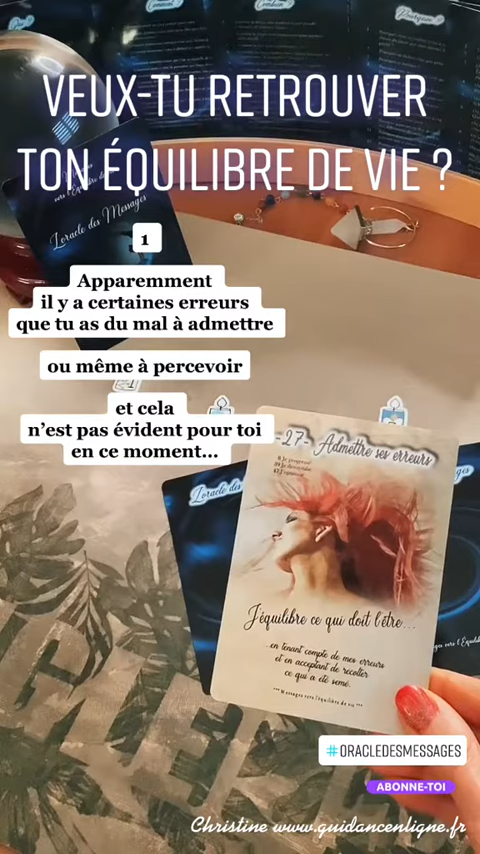 VEUX-TU RETROUVER
TON ÉQUILIBRE DE VIE ?
L'oracle des Messages
1
Apparemment
il y a certaines erreurs
que tu as du mal à admettre
ou même à percevoir
et cela
n'est pas évident pour toi
en ce moment...
-27- Admettre ses erreurs
L'oracle des
J'équilibre ce qui doit l'être...
...en tenant compte de mes erreurs
et en acceptant de récolter
ce qui a été semé.
*** Messages vers l'équilibre de vie ***
#ORACLEDESMESSAGES
ABONNE-TOI
Christine www.guidancenligne.fr